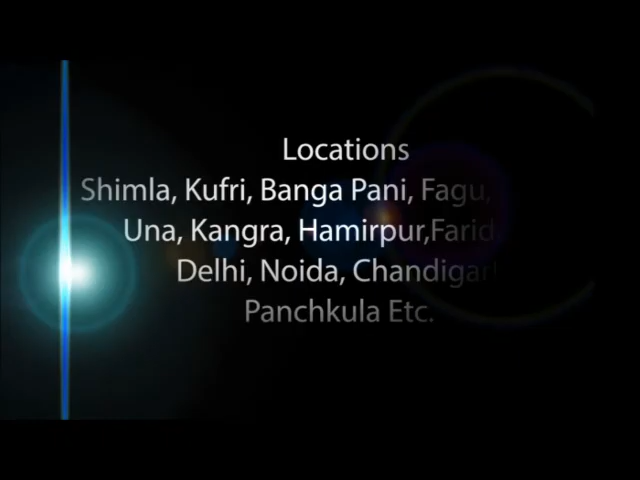 Locations
Shimla, Kufri, Banga Pani, Fagu,
Una, Kangra, Hamirpur,Farid
Delhi, Noida, Chandigar
Panchkula Etc.